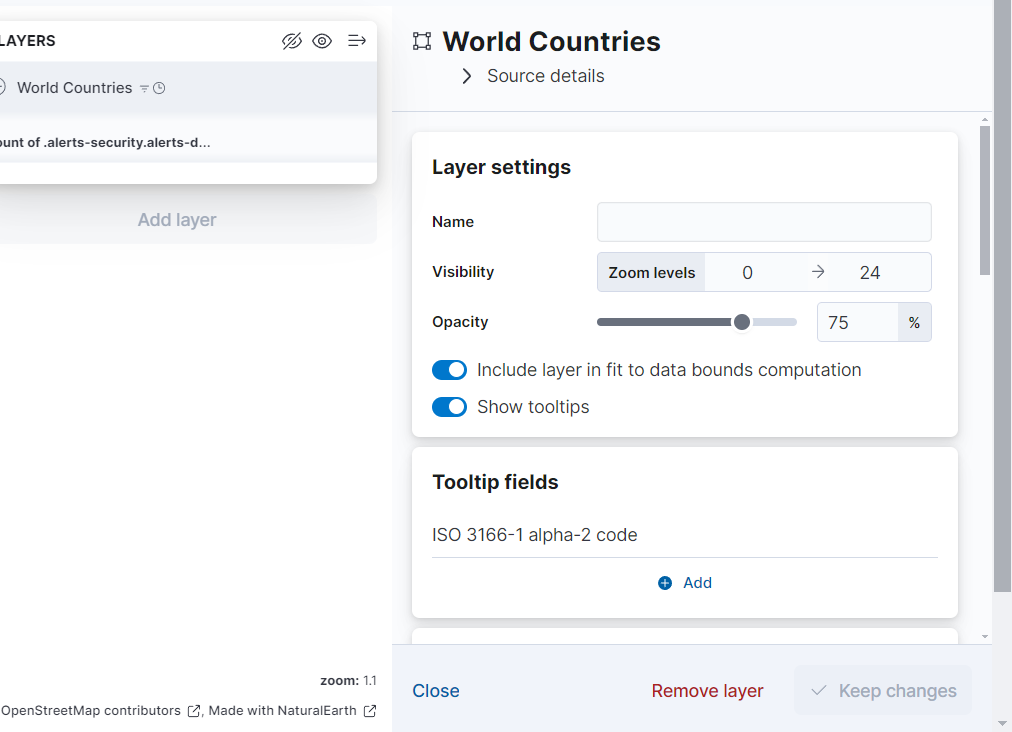 LAYERS
World Countries
ount of .alerts-security.alerts-d...
Add layer
zoom: 1.1
OpenStreetMap contributors , Made with NaturalEarth
World Countries
Source details
Layer settings
Name
Visibility Zoom levels 0 → 24
Opacity 75 %
Include layer in fit to data bounds computation
Show tooltips
Tooltip fields
ISO 3166-1 alpha-2 code
Add
Close Remove layer Keep changes